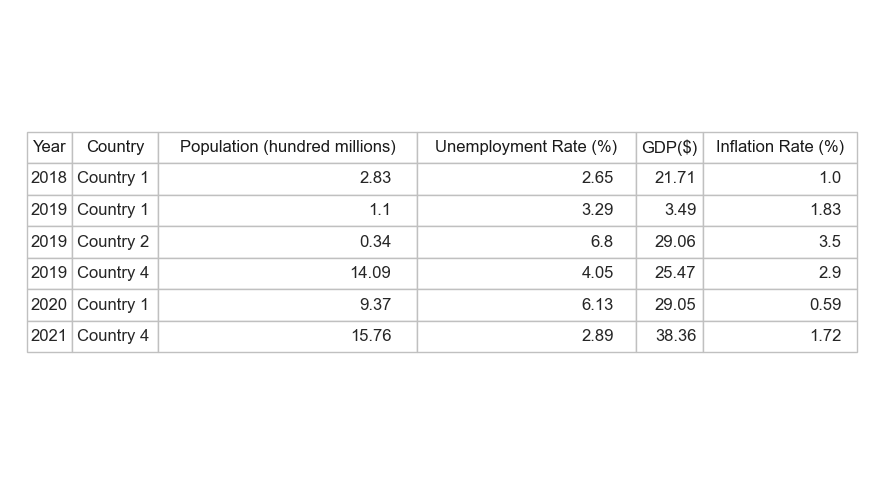 Year Country Population (hundred millions) Unemployment Rate (%) GDP($) Inflation Rate (%)
2018 Country 1 2.83 2.65 21.71 1.0
2019 Country 1 1.1 3.29 3.49 1.83
2019 Country 2 0.34 6.8 29.06 3.5
2019 Country 4 14.09 4.05 25.47 2.9
2020 Country 1 9.37 6.13 29.05 0.59
2021 Country 4 15.76 2.89 38.36 1.72